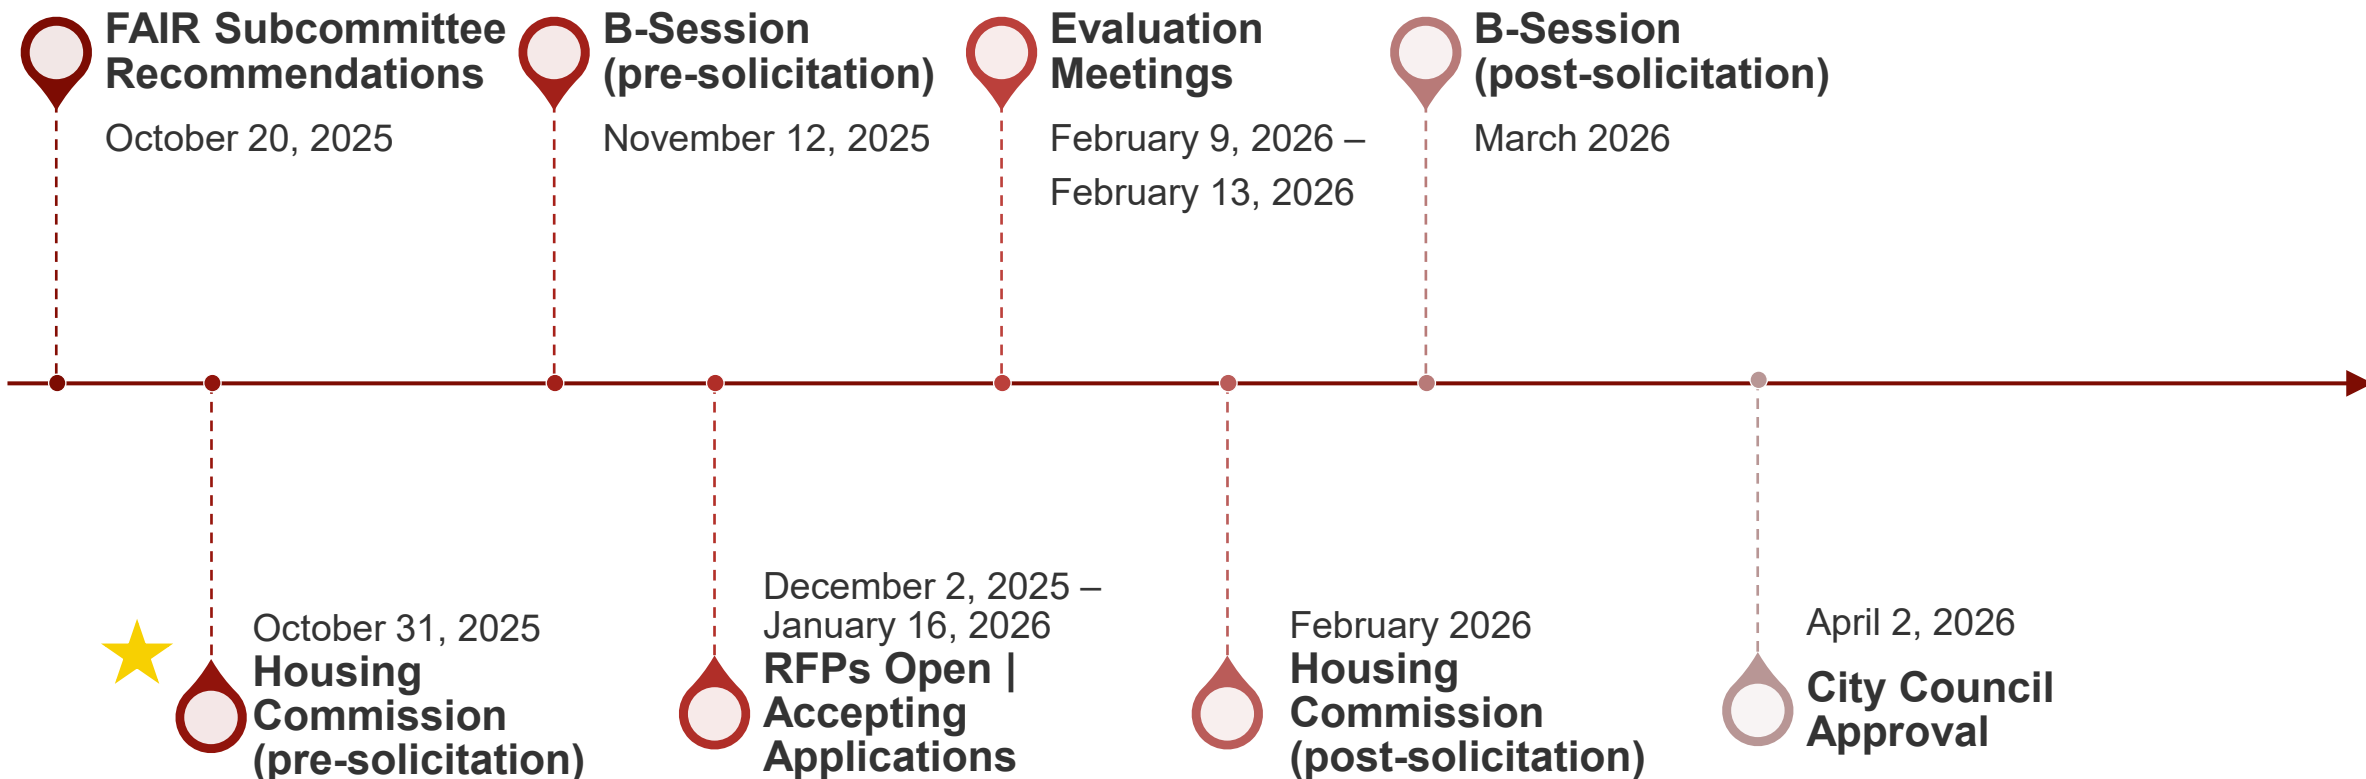 FAIR Subcommittee
Recommendations
October 20, 2025
B-Session
(pre-solicitation)
November 12, 2025
Evaluation
Meetings
February 9, 2026 –
February 13, 2026
B-Session
(post-solicitation)
March 2026
October 31, 2025
Housing
Commission
(pre-solicitation)
December 2, 2025 –
January 16, 2026
RFPs Open |
Accepting
Applications
February 2026
Housing
Commission
(post-solicitation)
April 2, 2026
City Council
Approval